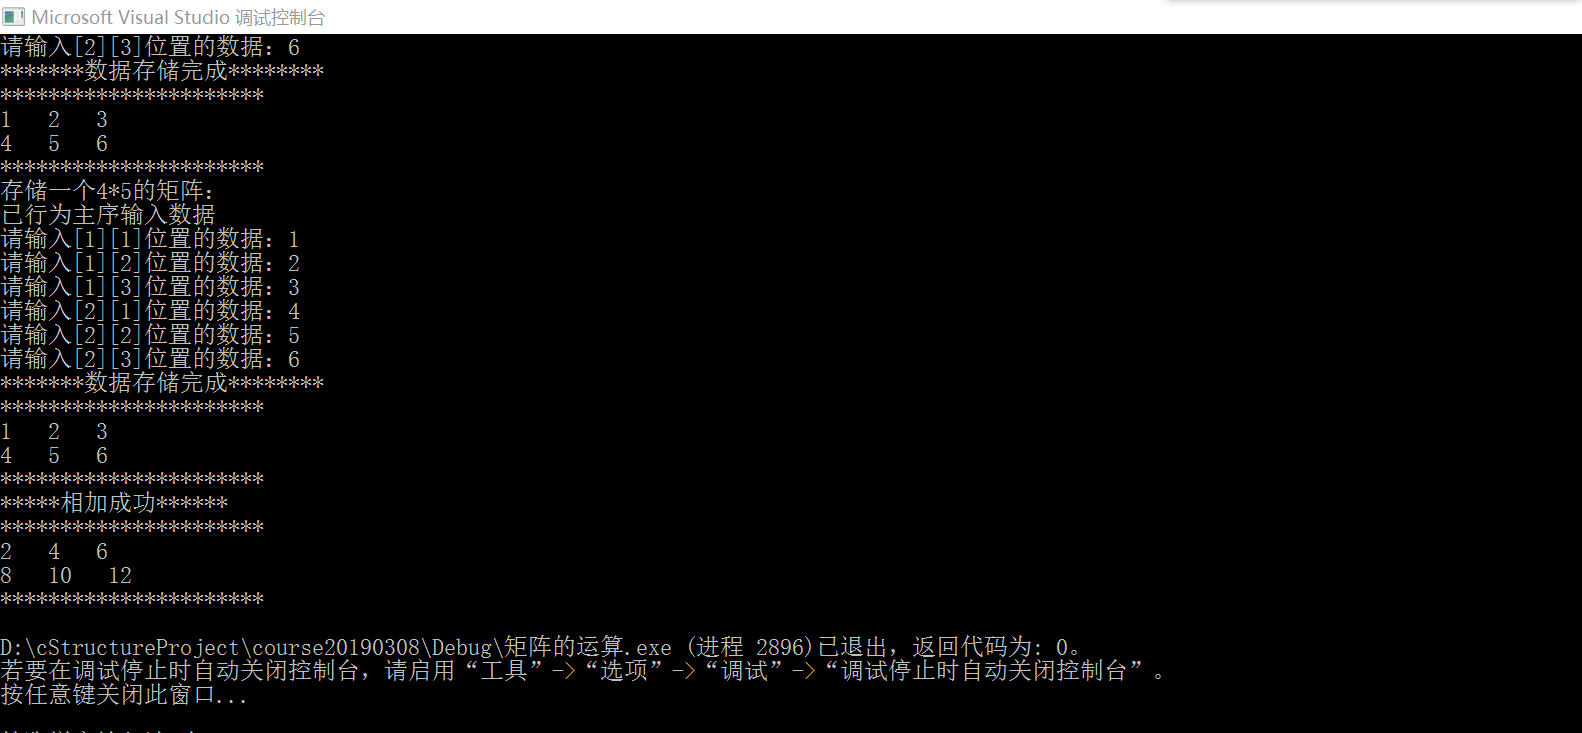 Microsoft Visual Studio 调试控制台
请输入[2][3]位置的数据：6
*******数据存储完成********
**********************
1   2   3
4   5   6
**********************
存储一个4*5的矩阵：
已行为主序输入数据
请输入[1][1]位置的数据：1
请输入[1][2]位置的数据：2
请输入[1][3]位置的数据：3
请输入[2][1]位置的数据：4
请输入[2][2]位置的数据：5
请输入[2][3]位置的数据：6
*******数据存储完成********
**********************
1   2   3
4   5   6
**********************
*****相加成功******
**********************
2   4   6
8   10   12
**********************
D:\cStructureProject\course20190308\Debug\矩阵的运算.exe (进程 2896)已退出，返回代码为: 0。
若要在调试停止时自动关闭控制台，请启用“工具”->“选项”->“调试”->“调试停止时自动关闭控制台”。
按任意键关闭此窗口...